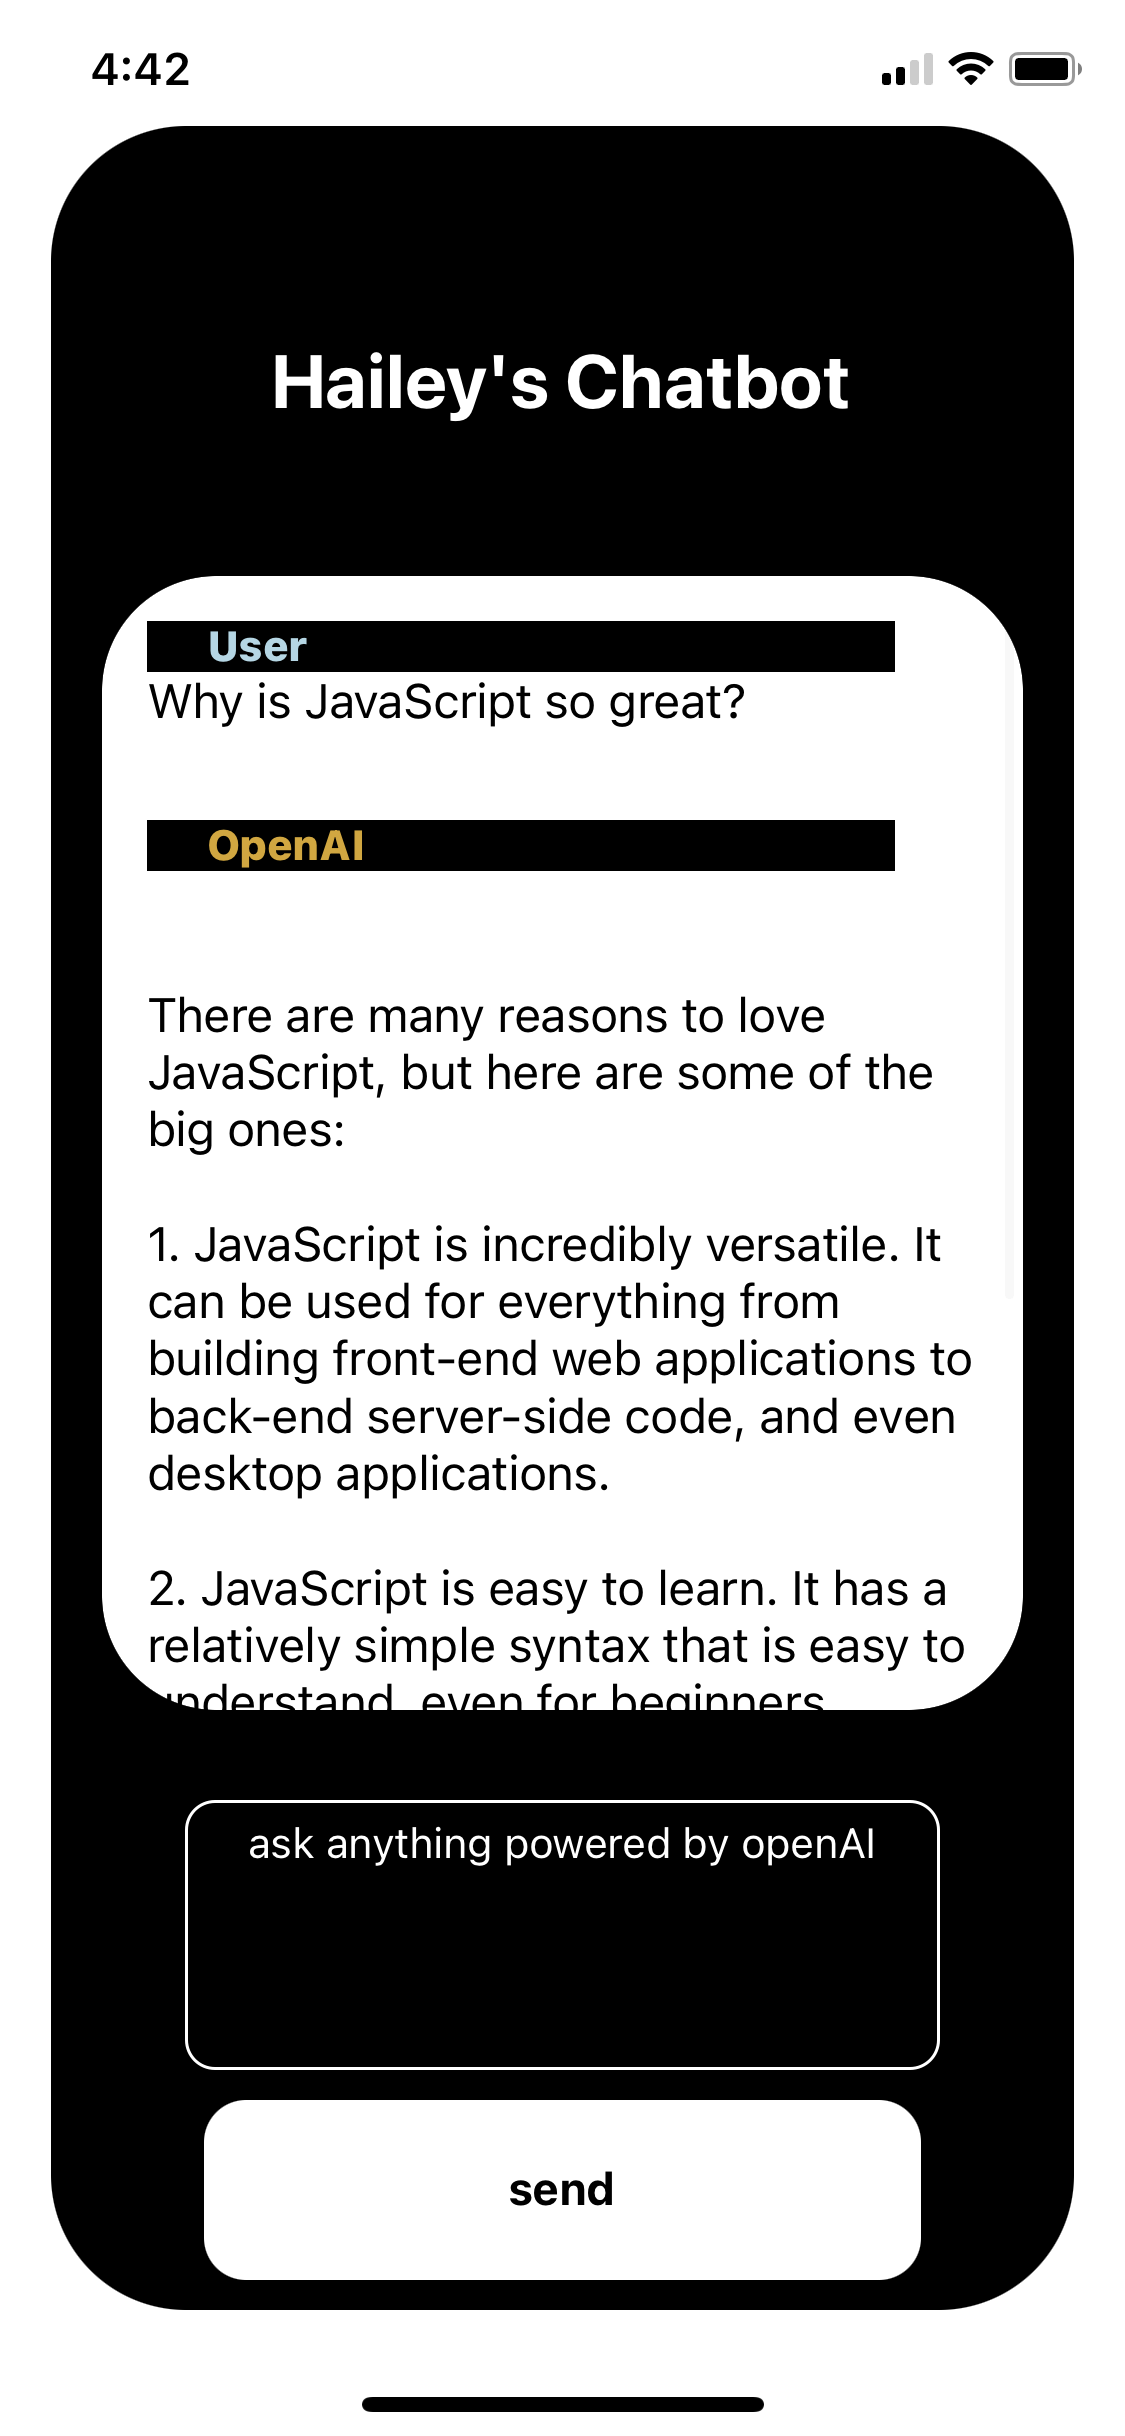 4:42
Hailey's Chatbot
User
Why is JavaScript so great?
OpenAI
There are many reasons to love
JavaScript, but here are some of the
big ones:
1. JavaScript is incredibly versatile. It
can be used for everything from
building front-end web applications to
back-end server-side code, and even
desktop applications.
2. JavaScript is easy to learn. It has a
relatively simple syntax that is easy to
understand, even for beginners.
ask anything powered by openAI
send